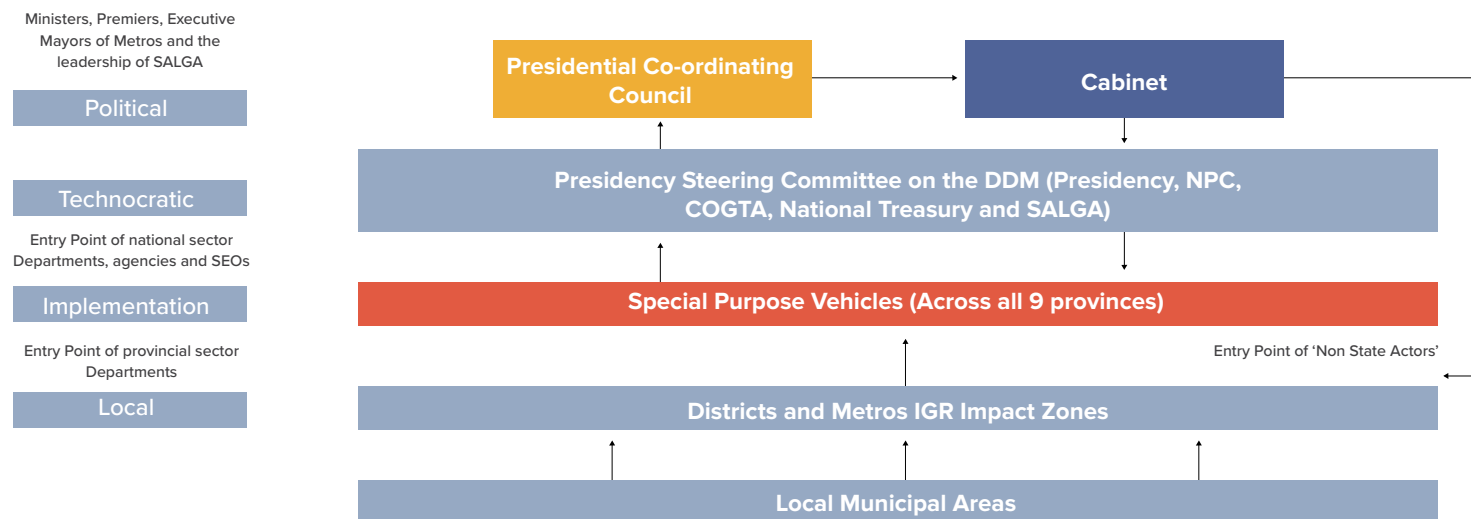 Ministers, Premiers, Executive
Mayors of Metros and the
leadership of SALGA
Political
Technocratic
Entry Point of national sector
Departments, agencies and SEOs
Implementation
Entry Point of provincial sector
Departments
Local
Presidential Co-ordinating
Council
Cabinet
Presidency Steering Committee on the DDM (Presidency, NPC,
COGTA, National Treasury and SALGA)
Special Purpose Vehicles (Across all 9 provinces)
Entry Point of ‘Non State Actors’
Districts and Metros IGR Impact Zones
Local Municipal Areas